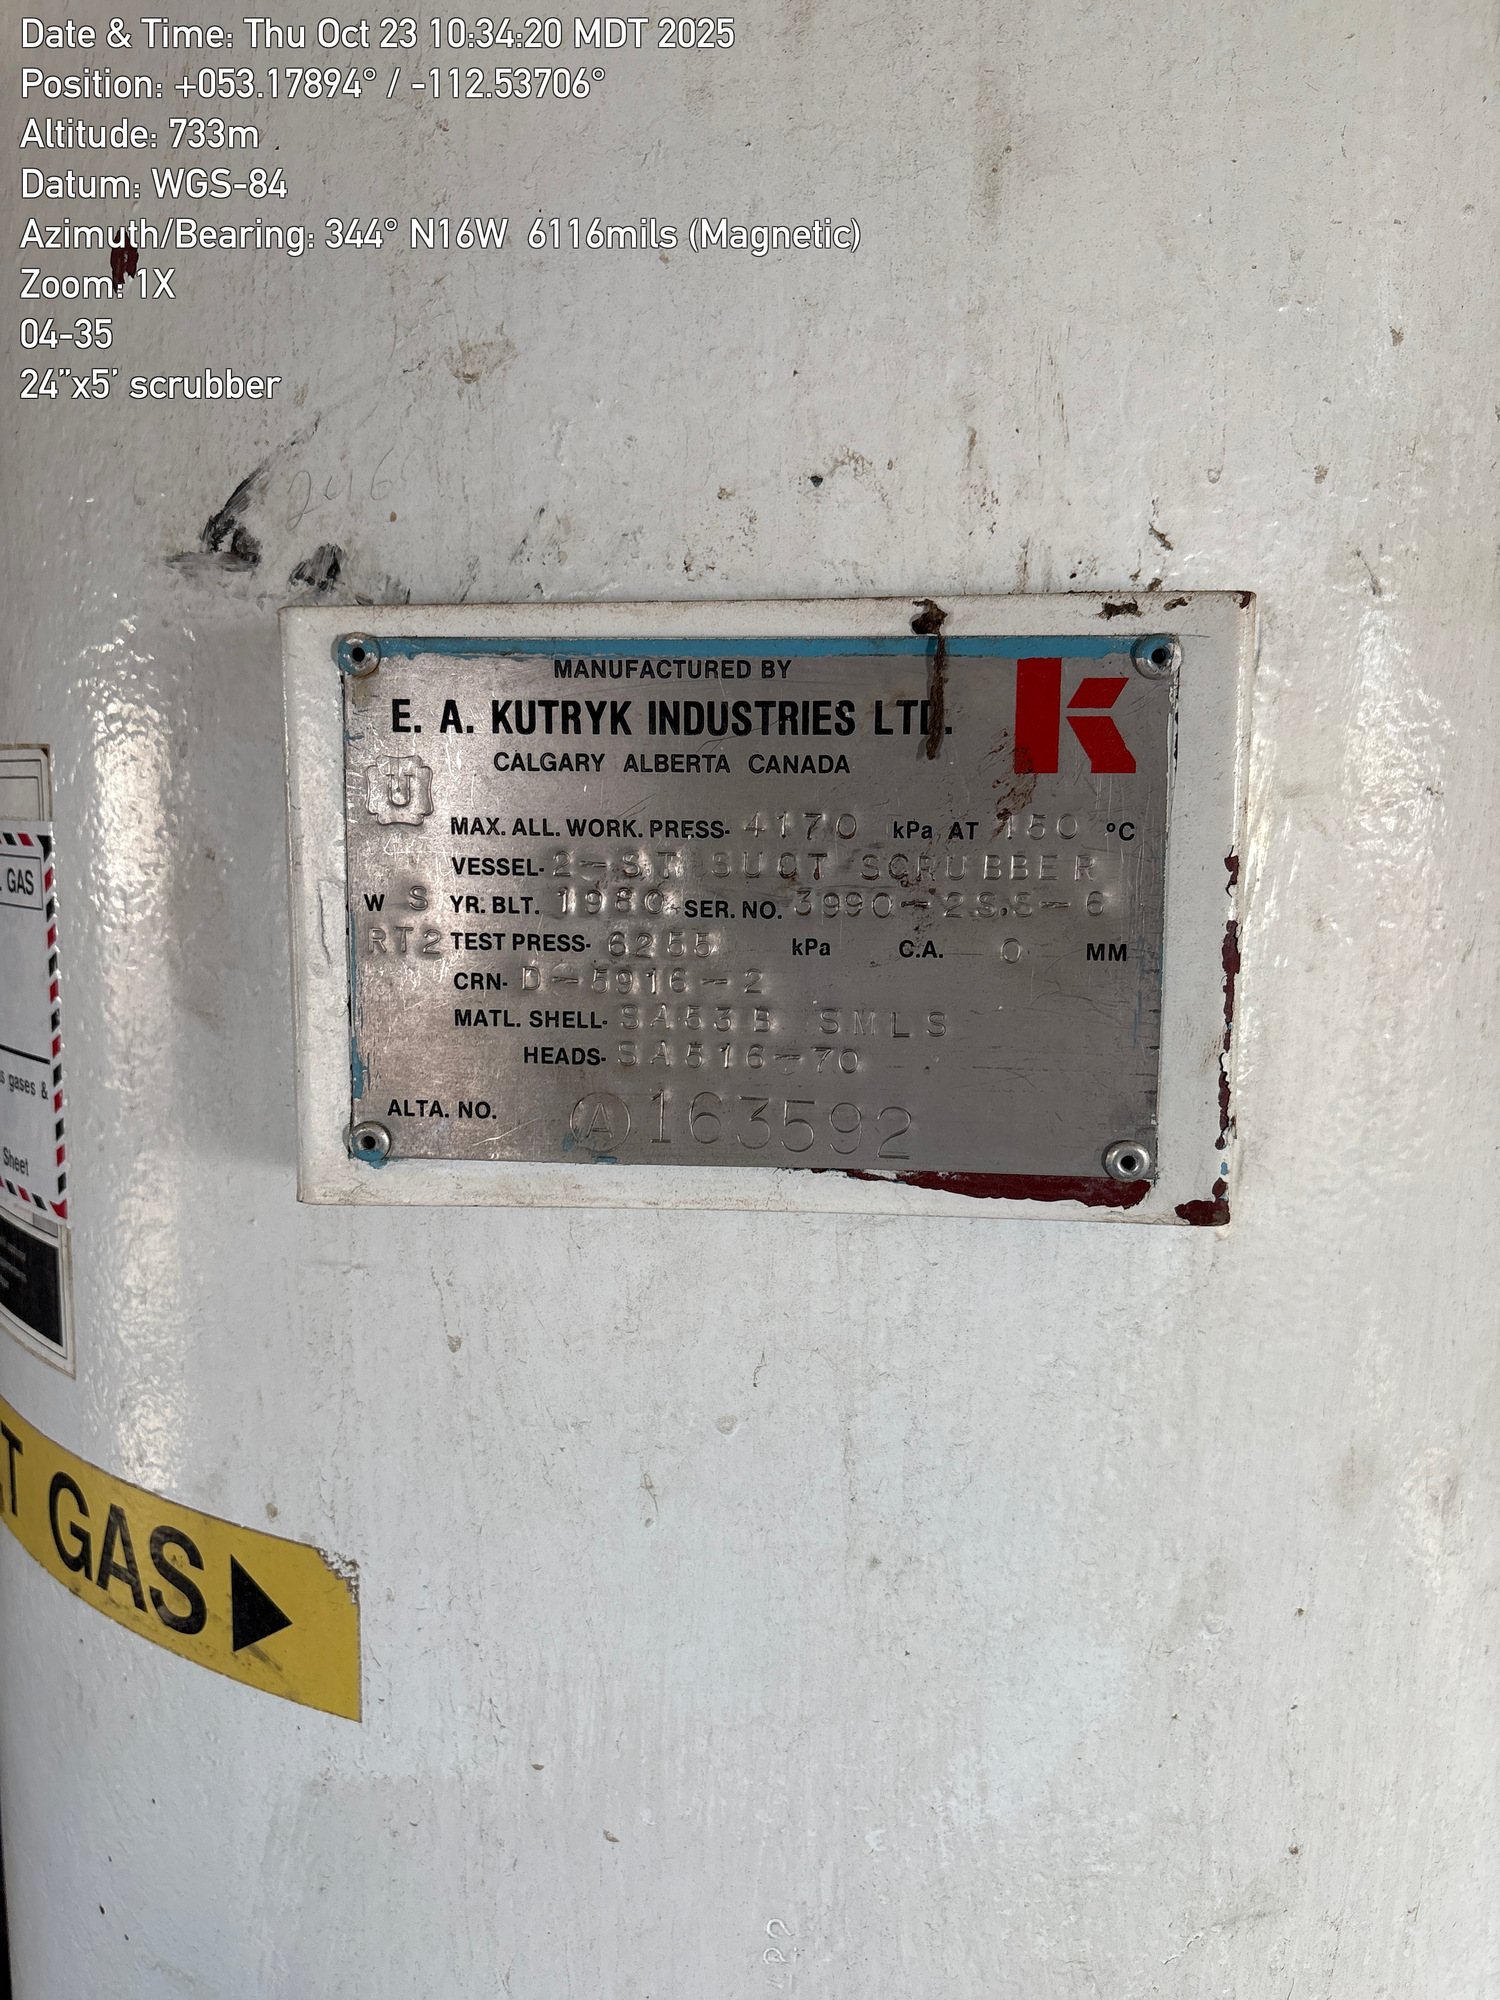 Date & Time: Thu Oct 23 10:34:20 MDT 2025
Position: +053.17894° / -112.53706°
Altitude: 733m
Datum: WGS-84
Azimuth/Bearing: 344° N16W 6116mils (Magnetic)
Zoom: 1X
04-35
24"x5' scrubber
MANUFACTURED BY
E. A. KUTRYK INDUSTRIES LTD.
CALGARY ALBERTA CANADA
K
U
MAX. ALL. WORK. PRESS- 4170 kPa AT 150 °C
VESSEL- 2-ST SUCT SCRUBBER
W S YR. BLT. 1980 SER. NO. 3990-2S.S-6
RT2 TEST PRESS- 6255 kPa C.A. 0 MM
CRN- D-5916-2
MATL. SHELL- SA53B SMLS
HEADS- SA516-70
ALTA. NO. A 163592
GAS
s gases &
Sheet
T GAS